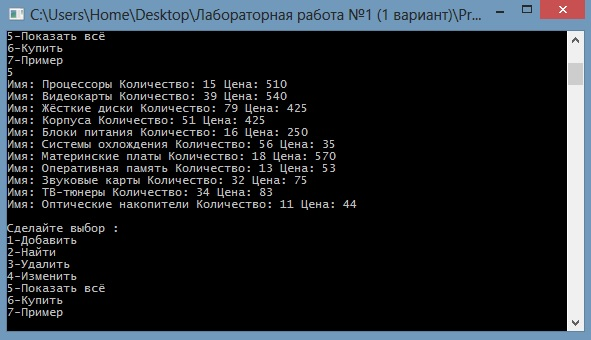 C:\Users\Home\Desktop\Лабораторная работа №1 (1 вариант)\Pr...
5-Показать всё
6-Купить
7-Пример
5
Имя: Процессоры Количество: 15 Цена: 510
Имя: Видеокарты Количество: 39 Цена: 540
Имя: Жёсткие диски Количество: 79 Цена: 425
Имя: Корпуса Количество: 51 Цена: 425
Имя: Блоки питания Количество: 16 Цена: 250
Имя: Системы охлождения Количество: 56 Цена: 35
Имя: Материнские платы Количество: 18 Цена: 570
Имя: Оперативная память Количество: 13 Цена: 53
Имя: Звуковые карты Количество: 32 Цена: 75
Имя: ТВ-тюнеры Количество: 34 Цена: 83
Имя: Оптические накопители Количество: 11 Цена: 44
Сделайте выбор :
1-Добавить
2-Найти
3-Удалить
4-Изменить
5-Показать всё
6-Купить
7-Пример